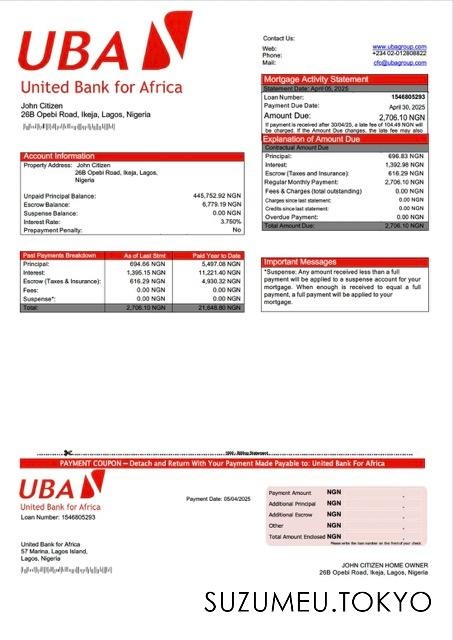 UBA
United Bank for Africa
John Citizen
26B Opebi Road, Ikeja, Lagos, Nigeria
Contact Us:
Web: www.ubagroup.com
Phone: +234 02-012808822
Mail: cfo@ubagroup.com
Mortgage Activity Statement
Statement Date: April 05, 2025
Loan Number: 1546805293
Payment Due Date: April 30, 2025
Amount Due: 2,706.10 NGN
If payment is received after 30/04/25, a late fee of 104.49 NGN will
be charged. If the Amount Due changes, the late fee may also
Explanation of Amount Due
Contractual Amount Due
Principal: 696.83 NGN
Interest: 1,392.98 NGN
Escrow (Taxes and Insurance): 616.29 NGN
Regular Monthly Payment: 2,706.10 NGN
Fees & Charges (total outstanding) 0.00 NGN
Charges since last statement: 0.00 NGN
Credits since last statement: 0.00 NGN
Overdue Payment: 0.00 NGN
Total Amount Due: 2,706.10 NGN
Account Information
Property Address: John Citizen
26B Opebi Road, Ikeja, Lagos,
Nigeria
Unpaid Principal Balance: 445,752.92 NGN
Escrow Balance: 6,779.19 NGN
Suspense Balance: 0.00 NGN
Interest Rate: 3.750%
Prepayment Penalty: No
Past Payments Breakdown As of Last Stmt Paid Year to Date
Principal: 694.66 NGN 5,497.08 NGN
Interest: 1,395.15 NGN 11,221.40 NGN
Escrow (Taxes & Insurance): 616.29 NGN 4,930.32 NGN
Fees: 0.00 NGN 0.00 NGN
Suspense*: 0.00 NGN 0.00 NGN
Total: 2,706.10 NGN 21,648.80 NGN
Important Messages
*Suspense: Any amount received less than a full
payment will be applied to a suspense account for your
mortgage. When enough is received to equal a full
payment, a full payment will be applied to your
mortgage.
PAYMENT COUPON – Detach and Return With Your Payment Made Payable to: United Bank For Africa
UBA
United Bank for Africa
Loan Number: 1546805293
Payment Date: 05/04/2025
Payment Amount NGN
Additional Principal NGN
Additional Escrow NGN
Other NGN
Total Amount Enclosed NGN
Please write the loan number on the front of your check.
United Bank for Africa
57 Marina, Lagos Island,
Lagos, Nigeria
JOHN CITIZEN HOME OWNER
26B Opebi Road, Ikeja, Lagos, Nigeria
SUZUMEU.TOKYO